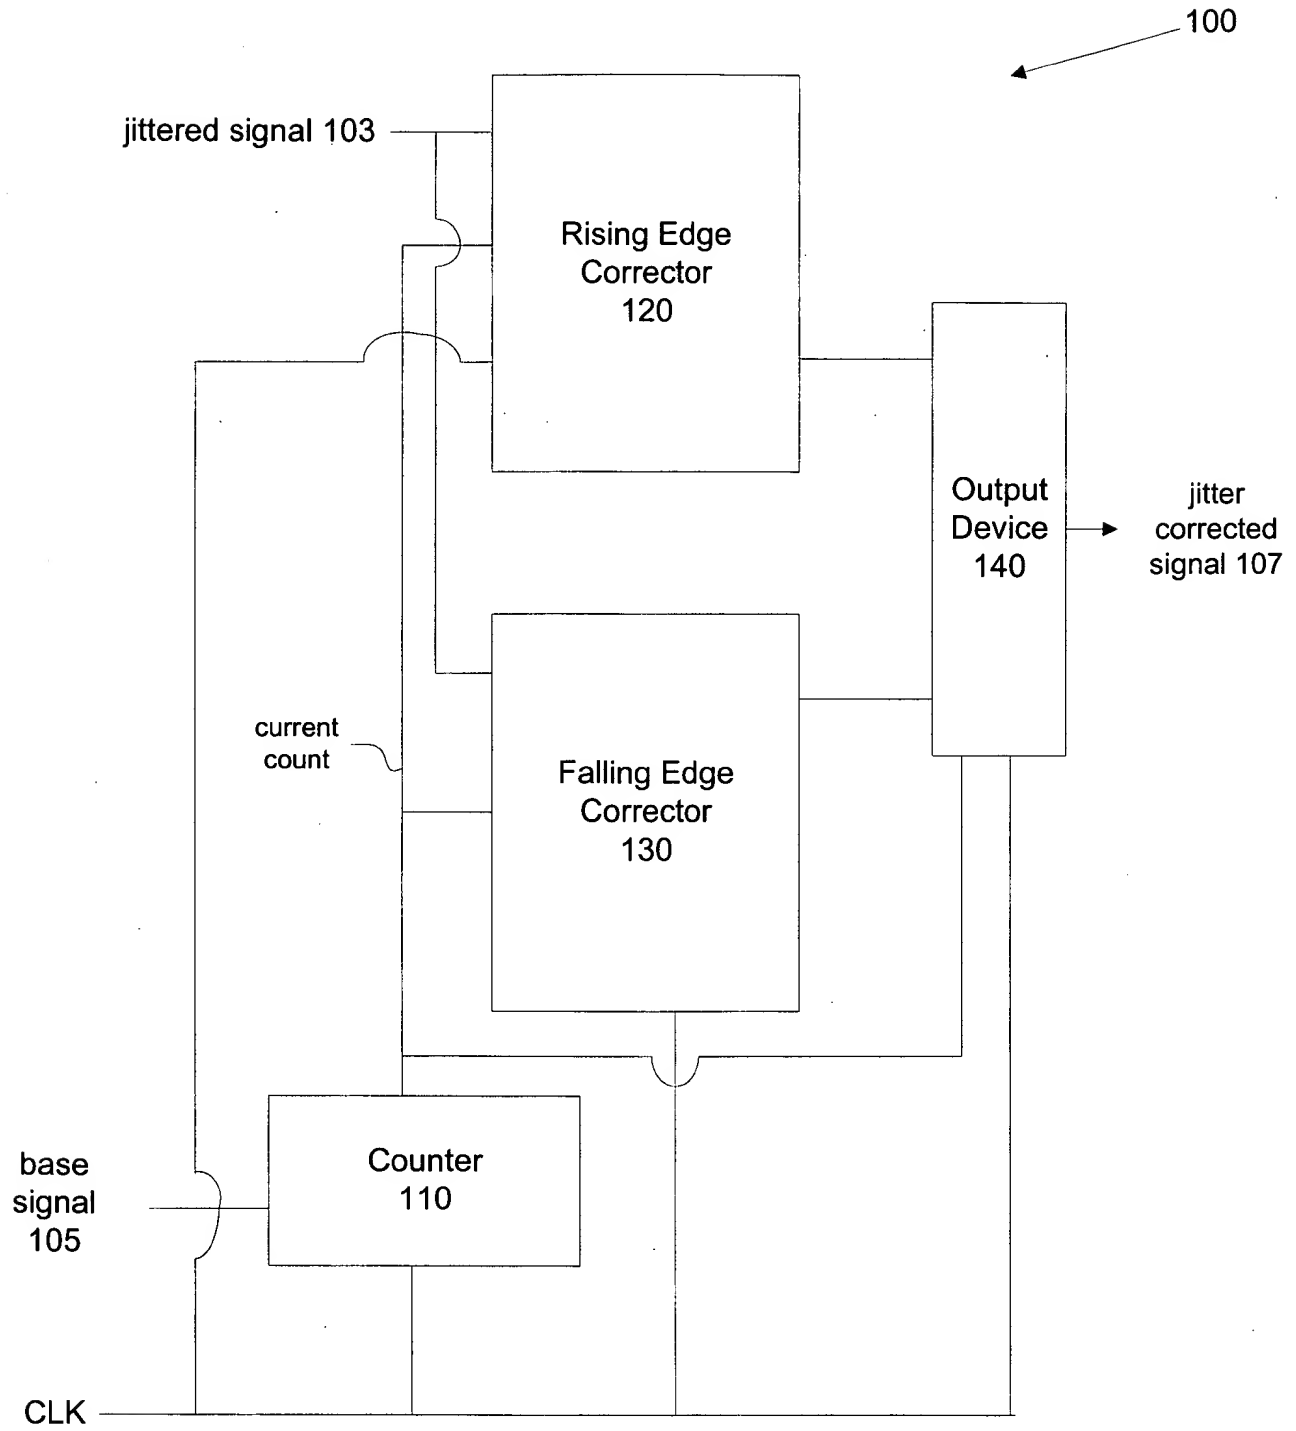 100
jittered signal 103
Rising Edge
Corrector
120
Output
Device
140
jitter
corrected
signal 107
current
count
Falling Edge
Corrector
130
Counter
110
base
signal
105
CLK